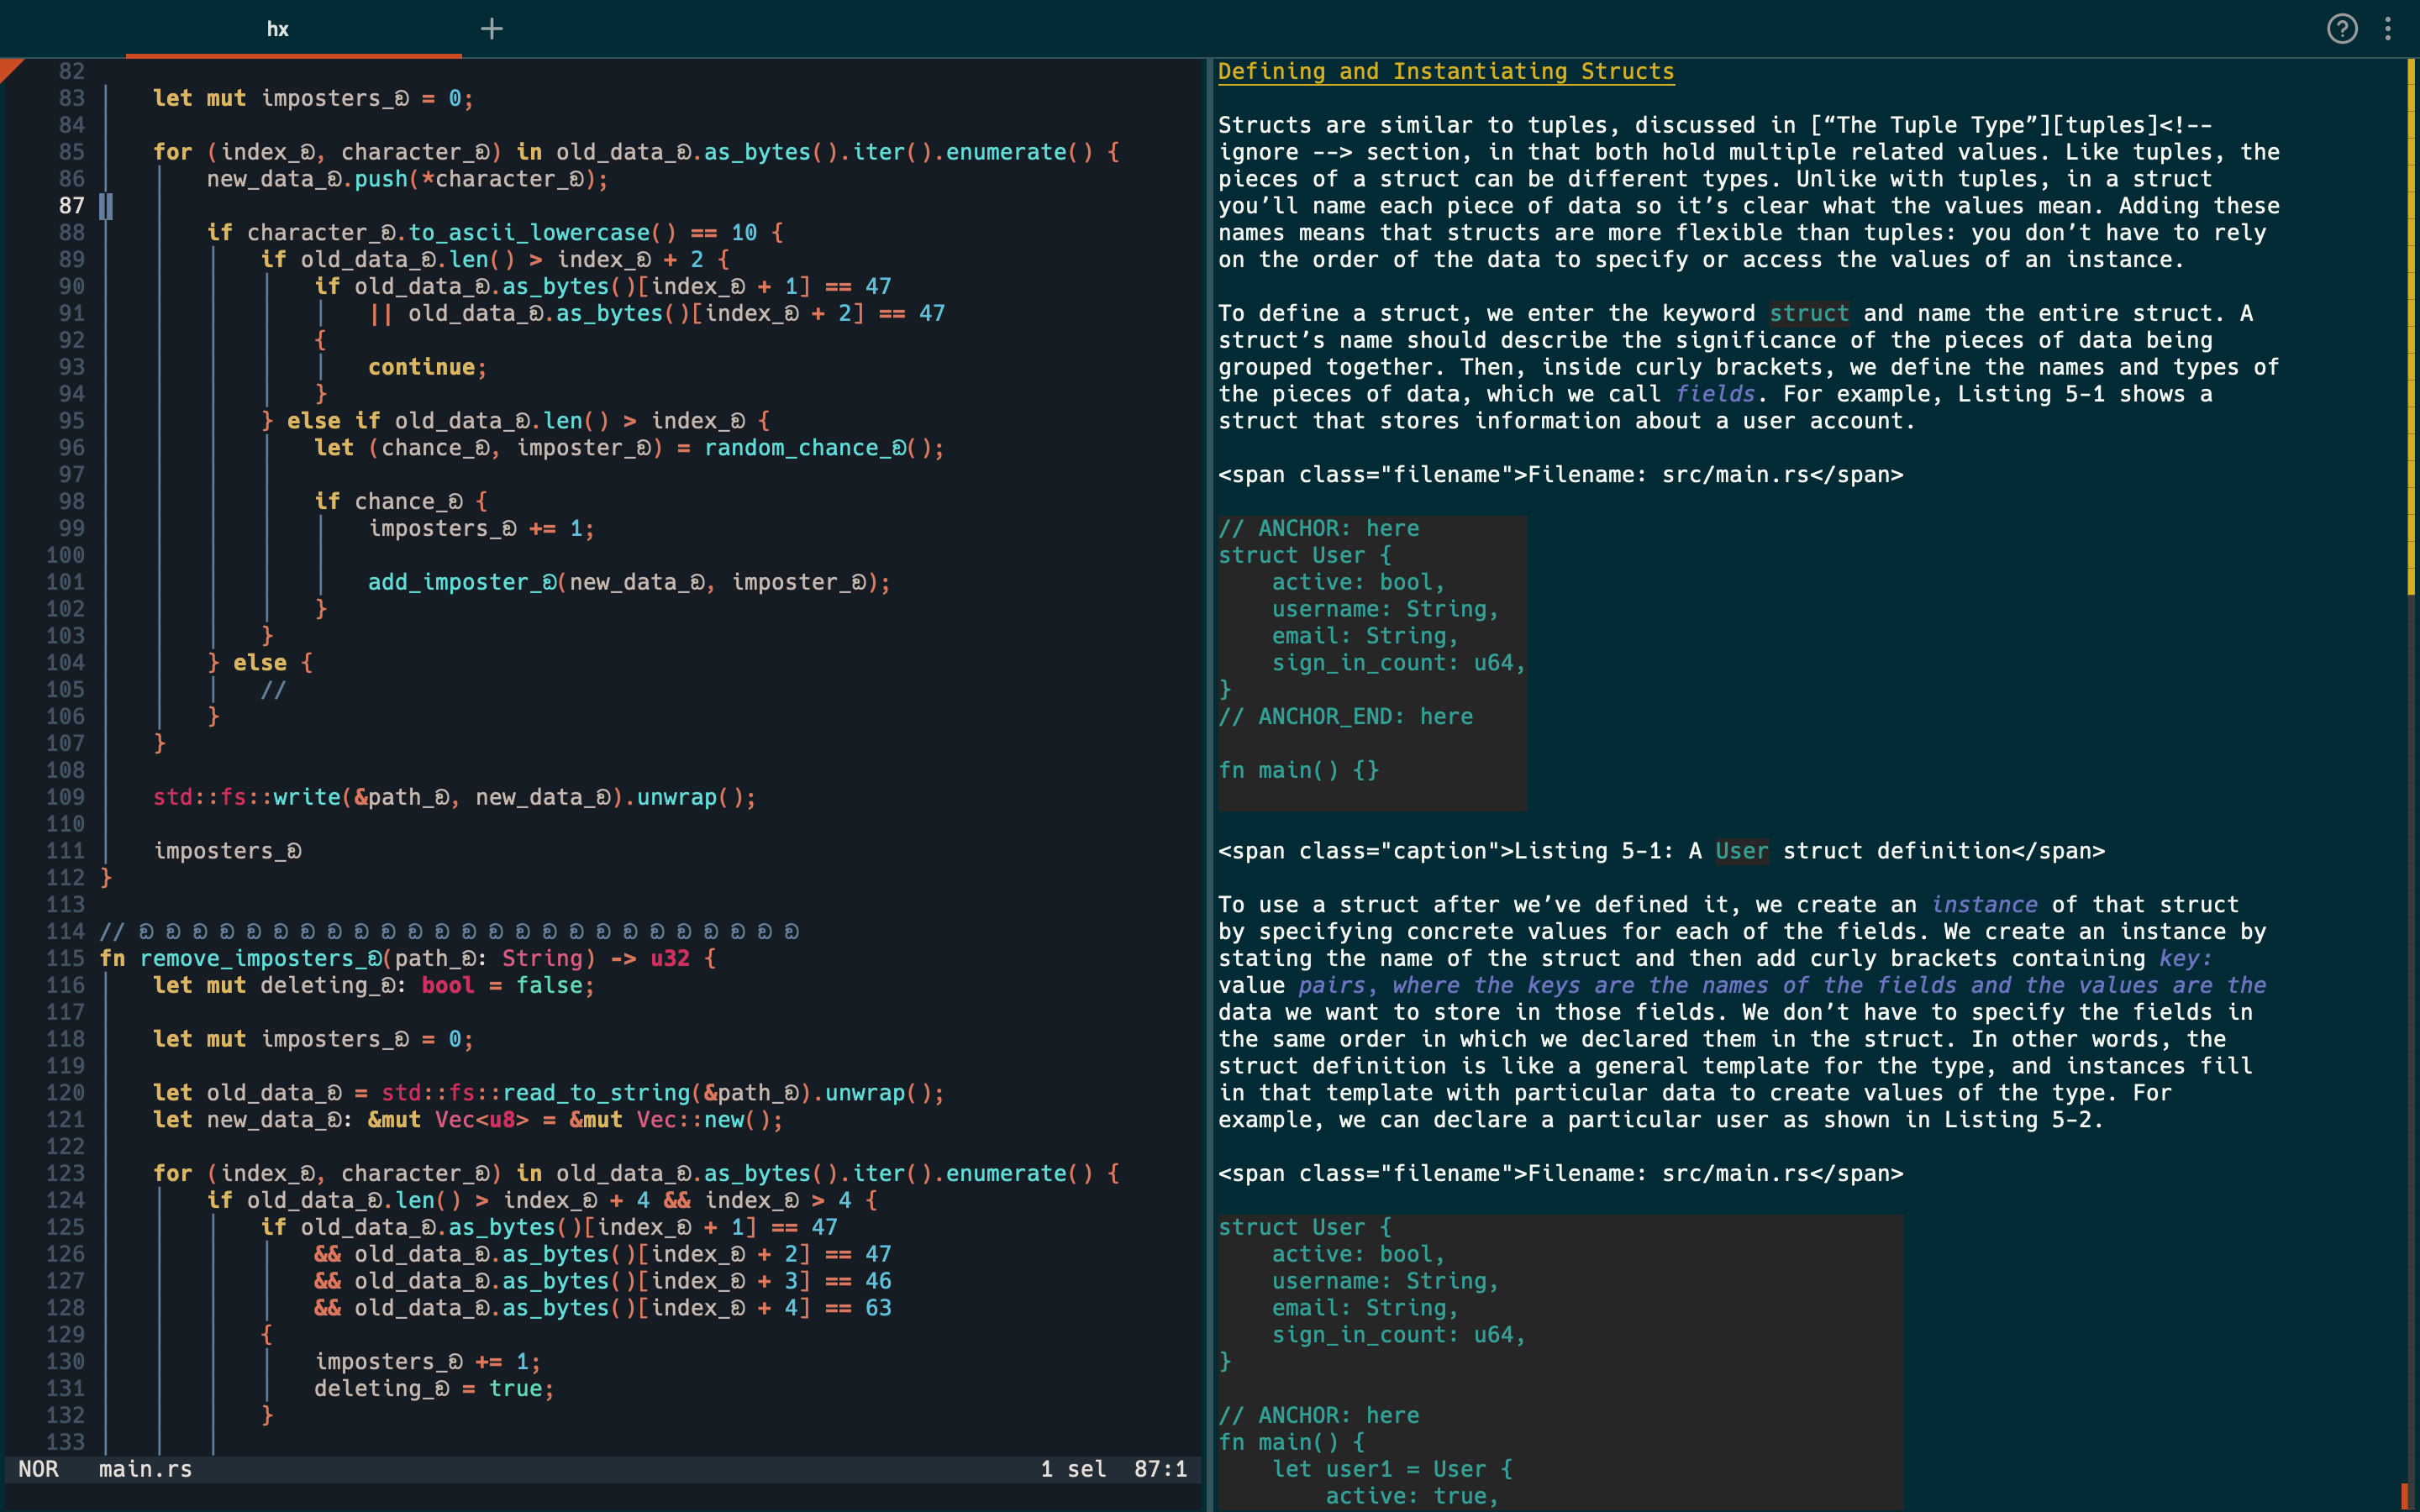 hx +
82
83 let mut imposters_ඞ = 0;
84
85 for (index_ඞ, character_ඞ) in old_data_ඞ.as_bytes().iter().enumerate() {
86 new_data_ඞ.push(*character_ඞ);
87
88 if character_ඞ.to_ascii_lowercase() == 10 {
89 if old_data_ඞ.len() > index_ඞ + 2 {
90 if old_data_ඞ.as_bytes()[index_ඞ + 1] == 47
91 || old_data_ඞ.as_bytes()[index_ඞ + 2] == 47
92 {
93 continue;
94 }
95 } else if old_data_ඞ.len() > index_ඞ {
96 let (chance_ඞ, imposter_ඞ) = random_chance_ඞ();
97
98 if chance_ඞ {
99 imposters_ඞ += 1;
100
101 add_imposter_ඞ(new_data_ඞ, imposter_ඞ);
102 }
103 }
104 } else {
105 //
106 }
107 }
108
109 std::fs::write(&path_ඞ, new_data_ඞ).unwrap();
110
111 imposters_ඞ
112 }
113
114 // ඞ ඞ ඞ ඞ ඞ ඞ ඞ ඞ ඞ ඞ ඞ ඞ ඞ ඞ ඞ ඞ ඞ ඞ ඞ ඞ ඞ ඞ ඞ ඞ ඞ
115 fn remove_imposters_ඞ(path_ඞ: String) -> u32 {
116 let mut deleting_ඞ: bool = false;
117
118 let mut imposters_ඞ = 0;
119
120 let old_data_ඞ = std::fs::read_to_string(&path_ඞ).unwrap();
121 let new_data_ඞ: &mut Vec<u8> = &mut Vec::new();
122
123 for (index_ඞ, character_ඞ) in old_data_ඞ.as_bytes().iter().enumerate() {
124 if old_data_ඞ.len() > index_ඞ + 4 && index_ඞ > 4 {
125 if old_data_ඞ.as_bytes()[index_ඞ + 1] == 47
126 && old_data_ඞ.as_bytes()[index_ඞ + 2] == 47
127 && old_data_ඞ.as_bytes()[index_ඞ + 3] == 46
128 && old_data_ඞ.as_bytes()[index_ඞ + 4] == 63
129 {
130 imposters_ඞ += 1;
131 deleting_ඞ = true;
132 }
133
NOR main.rs 1 sel 87:1
Defining and Instantiating Structs
Structs are similar to tuples, discussed in [“The Tuple Type”][tuples]<!--
ignore --> section, in that both hold multiple related values. Like tuples, the
pieces of a struct can be different types. Unlike with tuples, in a struct
you’ll name each piece of data so it’s clear what the values mean. Adding these
names means that structs are more flexible than tuples: you don’t have to rely
on the order of the data to specify or access the values of an instance.
To define a struct, we enter the keyword struct and name the entire struct. A
struct’s name should describe the significance of the pieces of data being
grouped together. Then, inside curly brackets, we define the names and types of
the pieces of data, which we call fields. For example, Listing 5-1 shows a
struct that stores information about a user account.
<span class="filename">Filename: src/main.rs</span>
// ANCHOR: here
struct User {
active: bool,
username: String,
email: String,
sign_in_count: u64,
}
// ANCHOR_END: here
fn main() {}
<span class="caption">Listing 5-1: A User struct definition</span>
To use a struct after we’ve defined it, we create an instance of that struct
by specifying concrete values for each of the fields. We create an instance by
stating the name of the struct and then add curly brackets containing key:
value pairs, where the keys are the names of the fields and the values are the
data we want to store in those fields. We don’t have to specify the fields in
the same order in which we declared them in the struct. In other words, the
struct definition is like a general template for the type, and instances fill
in that template with particular data to create values of the type. For
example, we can declare a particular user as shown in Listing 5-2.
<span class="filename">Filename: src/main.rs</span>
struct User {
active: bool,
username: String,
email: String,
sign_in_count: u64,
}
// ANCHOR: here
fn main() {
let user1 = User {
active: true,